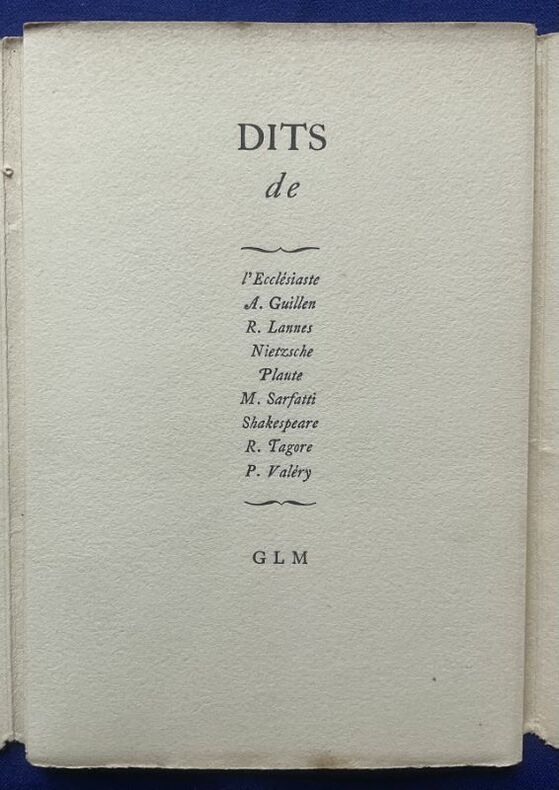 DITS
de
l'Ecclésiaste
A. Guillen
R. Lannes
Nietzsche
Plaute
M. Sarfatti
Shakespeare
R. Tagore
P. Valéry
GLM